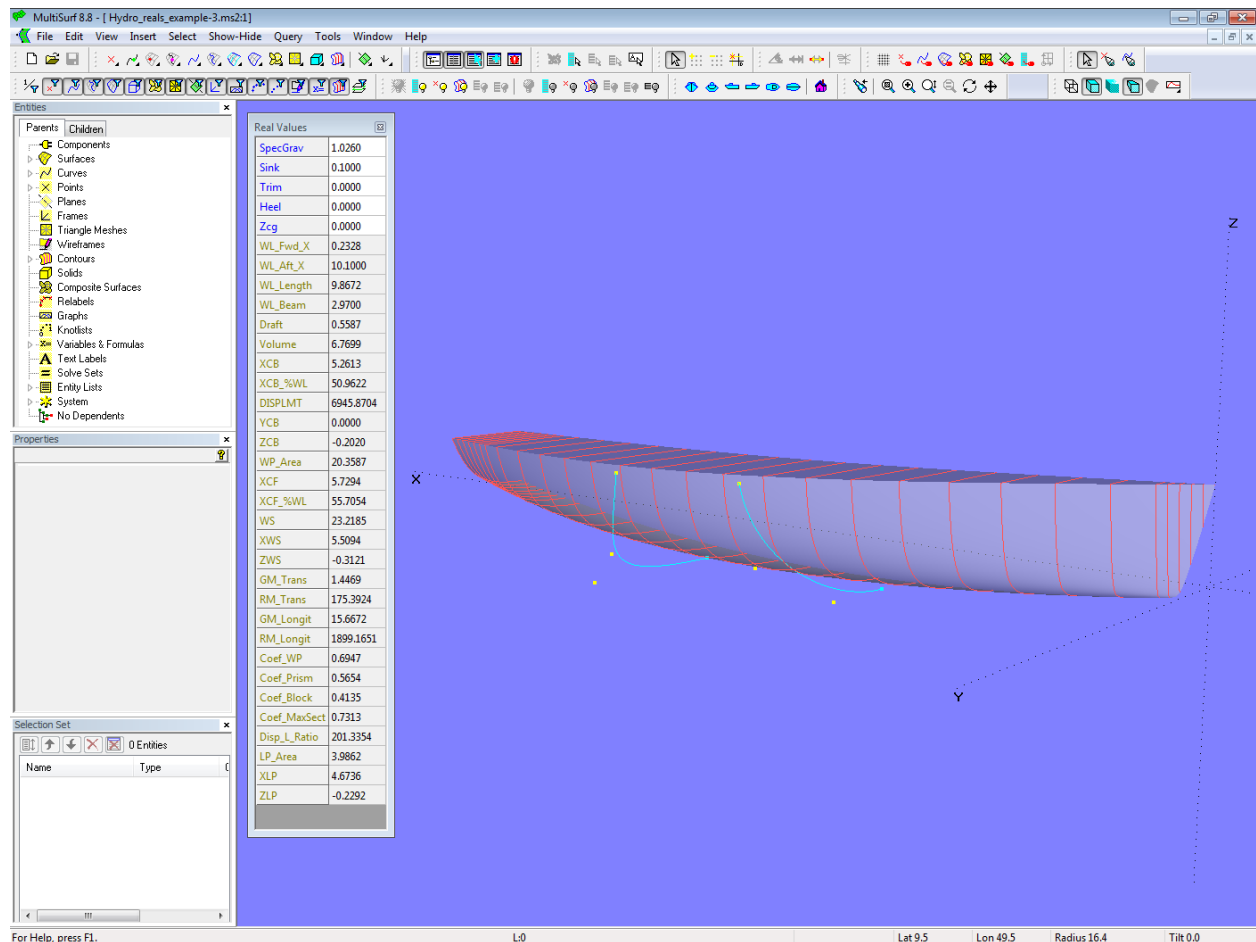 MultiSurf 8.8 - [ Hydro_reals_example-3.ms2:1]
File Edit View Insert Select Show-Hide Query Tools Window Help
Entities
Parents Children
Components
Surfaces
Curves
Points
Planes
Frames
Triangle Meshes
Wireframes
Contours
Solids
Composite Surfaces
Relabels
Graphs
Knotlists
Variables & Formulas
Text Labels
Solve Sets
Entity Lists
System
No Dependents
Properties
Selection Set
0 Entities
Name Type
Real Values
SpecGrav 1.0260
Sink 0.1000
Trim 0.0000
Heel 0.0000
Zcg 0.0000
WL_Fwd_X 0.2328
WL_Aft_X 10.1000
WL_Length 9.8672
WL_Beam 2.9700
Draft 0.5587
Volume 6.7699
XCB 5.2613
XCB_%WL 50.9622
DISPLMT 6945.8704
YCB 0.0000
ZCB -0.2020
WP_Area 20.3587
XCF 5.7294
XCF_%WL 55.7054
WS 23.2185
XWS 5.5094
ZWS -0.3121
GM_Trans 1.4469
RM_Trans 175.3924
GM_Longit 15.6672
RM_Longit 1899.1651
Coef_WP 0.6947
Coef_Prism 0.5654
Coef_Block 0.4135
Coef_MaxSect 0.7313
Disp_L_Ratio 201.3354
LP_Area 3.9862
XLP 4.6736
ZLP -0.2292
Z
X
Y
For Help, press F1.
L:0
Lat 9.5 Lon 49.5 Radius 16.4 Tilt 0.0